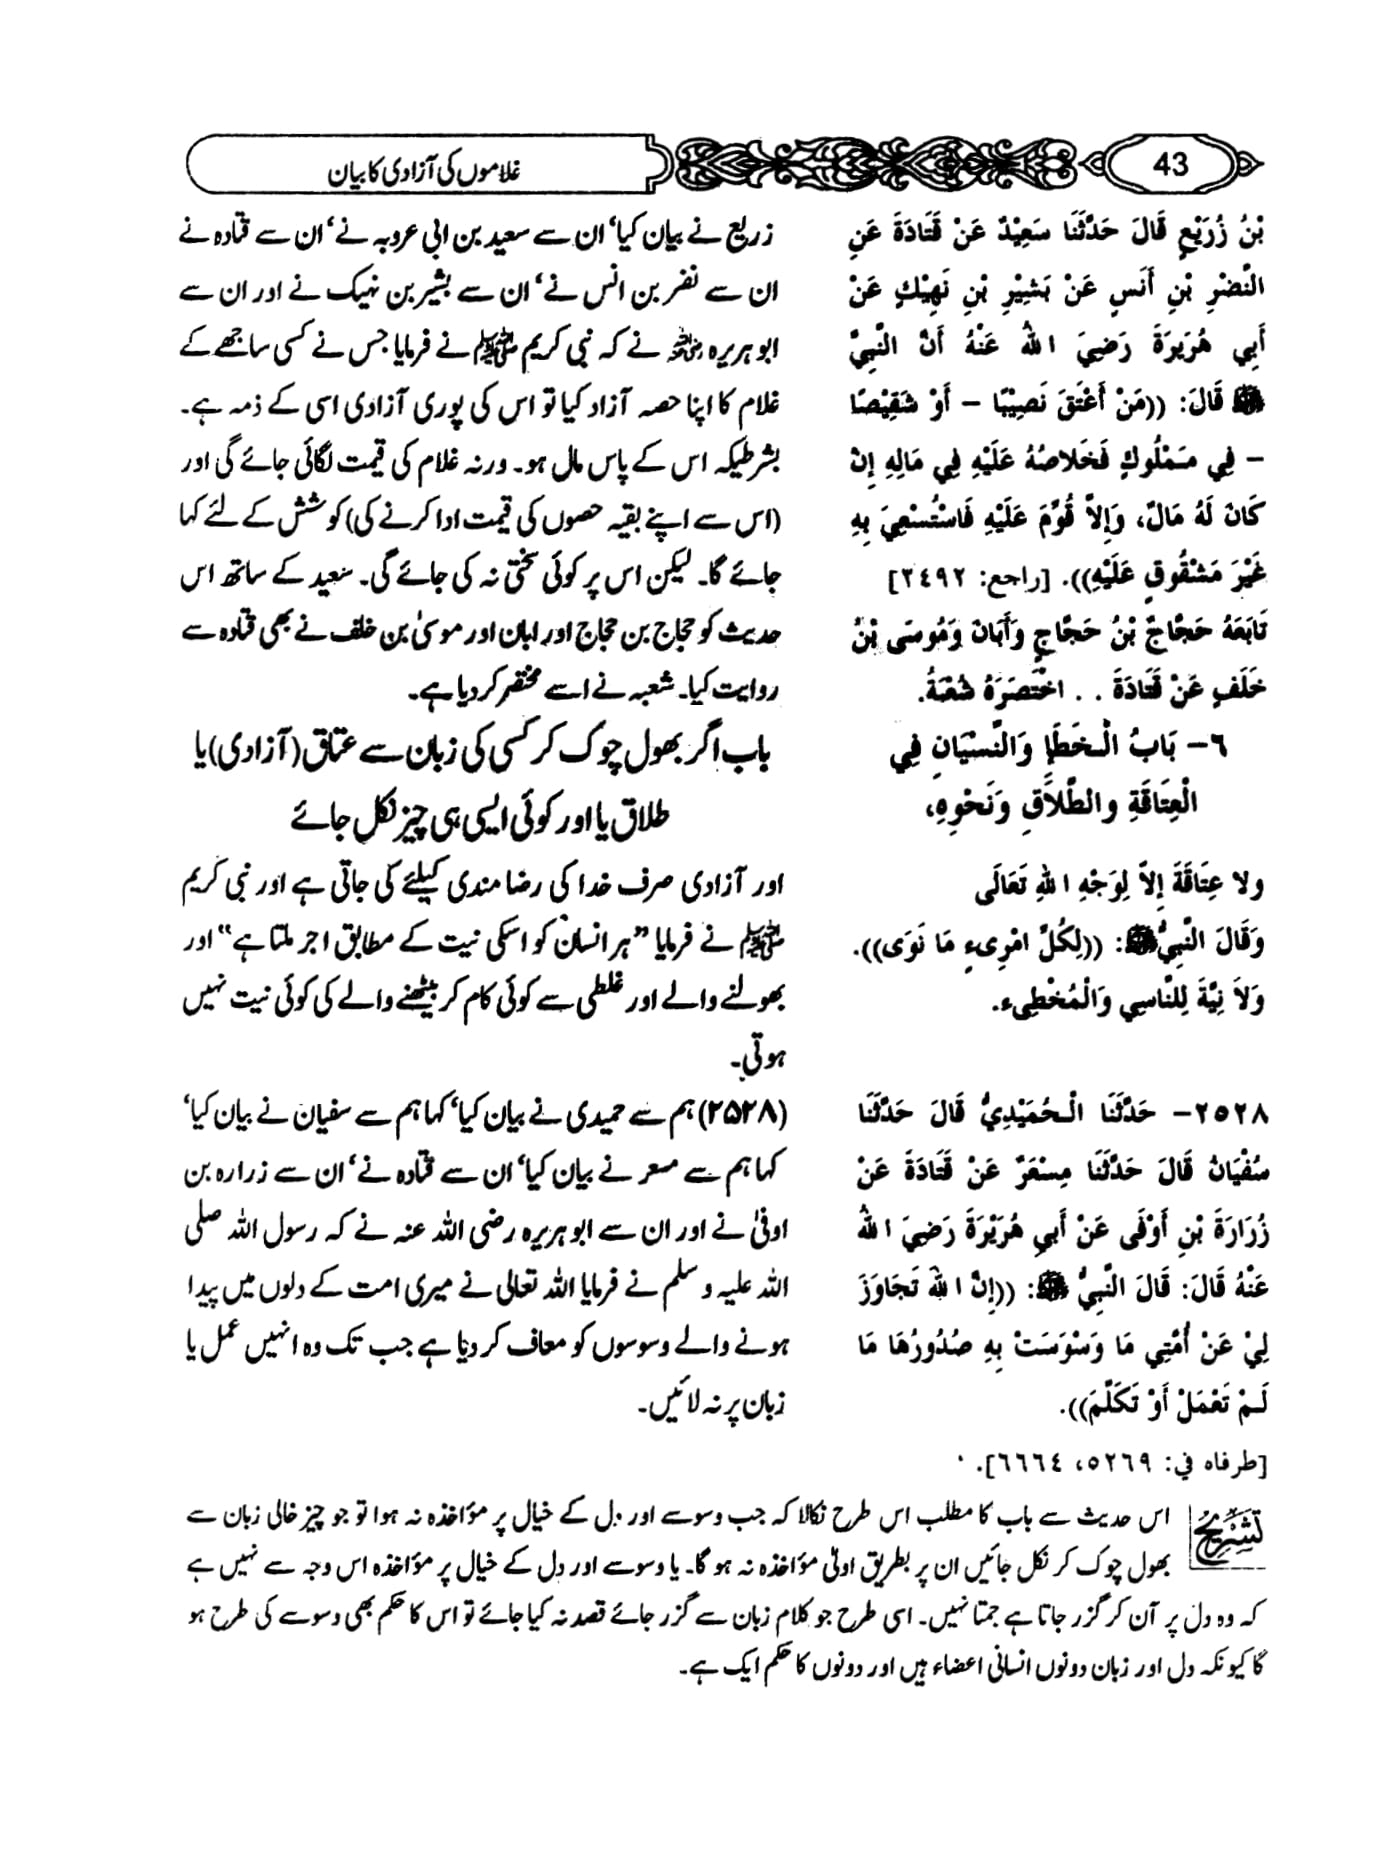 43
غلاموں کی آزادی کا بیان
بْنُ زُرَيْعٍ قَالَ حَدَّثَنَا سَعِيْدٌ عَنْ قَتَادَةَ عَنِ
النَّضْرِ بْنِ أَنَسٍ عَنْ بَشِيْرِ بْنِ نَهِيْكٍ عَنْ
أَبِي هُرَيرَةَ رَضِيَ اللهُ عَنْهُ أَنَّ النَّبِيَّ
ﷺ قَالَ: ((مَنْ أَعْتَقَ نَصِيْبًا – أَوْ شَقِيْصًا
– فِي مَمْلُوكٍ فَخَلاَصُهُ عَلَيْهِ فِي مَالِهِ إِنْ
كَانَ لَهُ مَالٌ، وَإِلاَّ قُوِّمَ عَلَيْهِ فَاسْتُسْعِيَ بِهِ
غَيْرَ مَشْقُوقٍ عَلَيْهِ)). [راجع: ٢٤٩٢]
تَابَعَهُ حَجَّاجُ بْنُ حَجَّاجٍ وَأَبَانُ وَمُوسَى بْنُ
خَلَفٍ عَنْ قَتَادَةَ . . اخْتَصَرَهُ شُعْبَةُ.
٦– بَابُ الْخَطَإِ وَالنِّسْيَانِ فِي
الْعِتَاقَةِ والطَّلاَقِ وَنَحْوِهِ،
ولا عِتَاقَةَ إِلاَّ لِوَجْهِ اللهِ تَعَالَى
وَقَالَ النَّبِيُّ ﷺ: ((لِكُلِّ امْرِىءٍ مَا نَوَى)).
وَلاَ نِيَّةَ لِلنَّاسِي وَالْمُخْطِىءِ.
٢٥٢٨– حَدَّثَنَا الْحُمَيْدِيُّ قَالَ حَدَّثَنَا
سُفْيَانُ قَالَ حَدَّثَنَا مِسْعَرٌ عَنْ قَتَادَةَ عَنْ
زُرَارَةَ بْنِ أَوْفَى عَنْ أَبِي هُرَيْرَةَ رَضِيَ اللهُ
عَنْهُ قَالَ: قَالَ النَّبِيُّ ﷺ: ((إِنَّ اللهَ تَجَاوَزَ
لِيْ عَنْ أُمَّتِي مَا وَسْوَسَتْ بِهِ صُدُورُهَا مَا
لَمْ تَعْمَلْ أَوْ تَكَلَّمَ)).
[طرفاه في: ٥٢٦٩، ٦٦٦٤].
زریع نے بیان کیا‘ ان سے سعید بن ابی عروبہ نے‘ ان سے قتادہ نے
ان سے نضر بن انس نے‘ ان سے بشیر بن نہیک نے اور ان سے
ابو ہریرہ رضی اللہ عنہ نے کہ نبی کریم ﷺ نے فرمایا جس نے کسی ساجھے کے
غلام کا اپنا حصہ آزاد کیا تو اس کی پوری آزادی اسی کے ذمہ ہے۔
بشرطیکہ اس کے پاس مال ہو۔ ورنہ غلام کی قیمت لگائی جائے گی اور
(اس سے اپنے بقیہ حصوں کی قیمت ادا کرنے کی) کوشش کے لئے کہا
جائے گا۔ لیکن اس پر کوئی سختی نہ کی جائے گی۔ سعید کے ساتھ اس
حدیث کو حجاج بن حجاج اور ابان اور موسیٰ بن خلف نے بھی قتادہ سے
روایت کیا۔ شعبہ نے اسے مختصر کر دیا ہے۔
باب اگر بھول چوک کر کسی کی زبان سے عتاق (آزادی) یا
طلاق یا اور کوئی ایسی ہی چیز نکل جائے
اور آزادی صرف خدا کی رضا مندی کیلئے کی جاتی ہے اور نبی کریم
ﷺ نے فرمایا ”ہر انسان کو اسکی نیت کے مطابق اجر ملتا ہے“ اور
بھولنے والے اور غلطی سے کوئی کام کر بیٹھنے والے کی کوئی نیت نہیں
ہوتی۔
(۲۵۲۸) ہم سے حمیدی نے بیان کیا‘ کہا ہم سے سفیان نے بیان کیا‘
کہا ہم سے مسعر نے بیان کیا‘ ان سے قتادہ نے‘ ان سے زرارہ بن
اوفیٰ نے اور ان سے ابو ہریرہ رضی اللہ عنہ نے کہ رسول اللہ صلی
اللہ علیہ و سلم نے فرمایا اللہ تعالی نے میری امت کے دلوں میں پیدا
ہونے والے وسوسوں کو معاف کر دیا ہے جب تک وہ انہیں عمل یا
زبان پر نہ لائیں۔
تشریح اس حدیث سے باب کا مطلب اس طرح نکالا کہ جب وسوسے اور دل کے خیال پر مؤاخذہ نہ ہوا تو جو چیز خالی زبان سے
بھول چوک کر نکل جائیں ان پر بطریق اولیٰ مؤاخذہ نہ ہو گا۔ یا وسوسے اور دل کے خیال پر مؤاخذہ اس وجہ سے نہیں ہے
کہ وہ دل پر آن کر گزر جاتا ہے جمتا نہیں۔ اسی طرح جو کلام زبان سے گزر جائے قصد نہ کیا جائے تو اس کا حکم بھی وسوسے کی طرح ہو
گا کیونکہ دل اور زبان دونوں انسانی اعضاء ہیں اور دونوں کا حکم ایک ہے۔